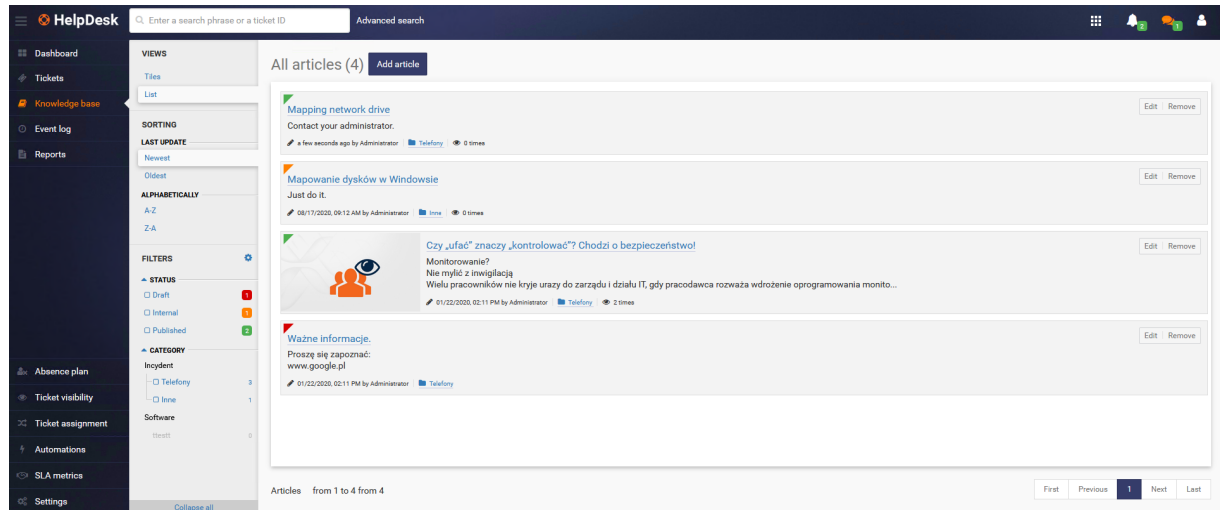 HelpDesk
Enter a search phrase or a ticket ID
Advanced search
2
1
Dashboard
Tickets
Knowledge base
Event log
Reports
Absence plan
Ticket visibility
Ticket assignment
Automations
SLA metrics
Settings
VIEWS
Tiles
List
SORTING
LAST UPDATE
Newest
Oldest
ALPHABETICALLY
A-Z
Z-A
FILTERS
STATUS
Draft 1
Internal 1
Published 2
CATEGORY
Incydent
Telefony 3
Inne 1
Software
ttestt 0
Collapse all
All articles (4) Add article
Mapping network drive
Edit Remove
Contact your administrator.
a few seconds ago by Administrator Telefony 0 times
Mapowanie dysków w Windowsie
Edit Remove
Just do it.
08/17/2020, 09:12 AM by Administrator Inne 0 times
Czy „ufać” znaczy „kontrolować”? Chodzi o bezpieczeństwo!
Edit Remove
Monitorowanie?
Nie mylić z inwigilacją
Wielu pracowników nie kryje urazy do zarządu i działu IT, gdy pracodawca rozważa wdrożenie oprogramowania monito...
01/22/2020, 02:11 PM by Administrator Telefony 2 times
Ważne informacje.
Edit Remove
Proszę się zapoznać:
www.google.pl
01/22/2020, 02:11 PM by Administrator Telefony
Articles from 1 to 4 from 4
First Previous 1 Next Last